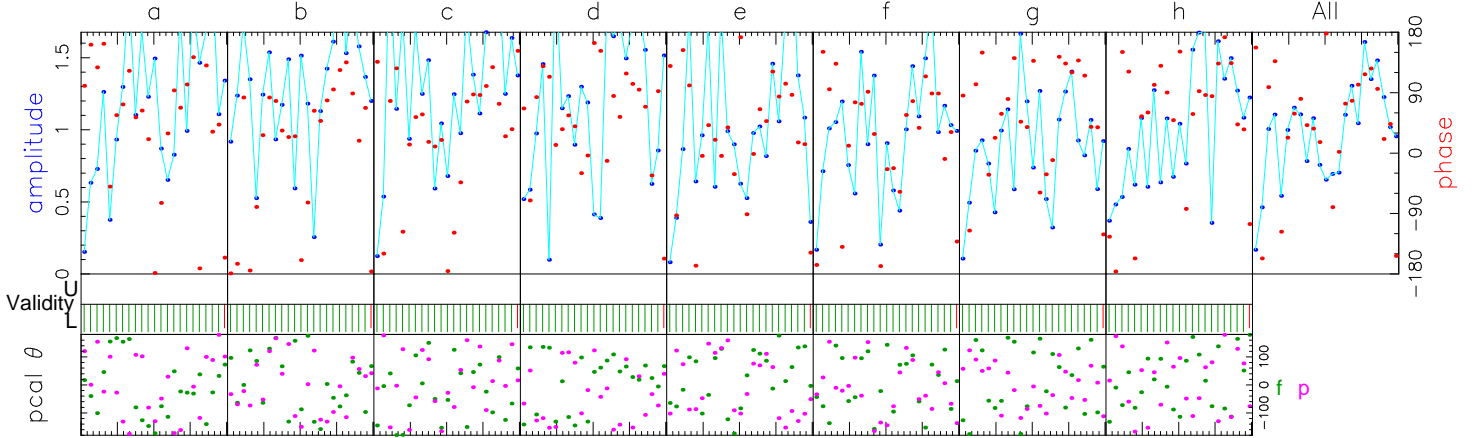 a b c d e f g h All
amplitude
0 0.5 1 1.5
180 90 0 −90 −180
phase
Validity
U
L
pcal θ
100 0 −100
f p